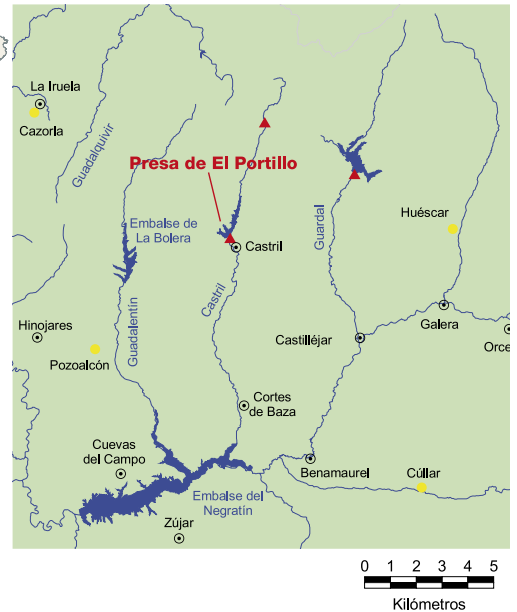 La Iruela
Cazorla
Guadalquivir
Presa de El Portillo
Embalse de
La Bolera
Castril
Guardal
Huéscar
Guadalentín
Castril
Hinojares
Pozoalcón
Castilléjar
Galera
Orce
Cortes
de Baza
Cuevas
del Campo
Benamaurel
Cúllar
Embalse del
Negratín
Zújar
0 1 2 3 4 5
Kilómetros